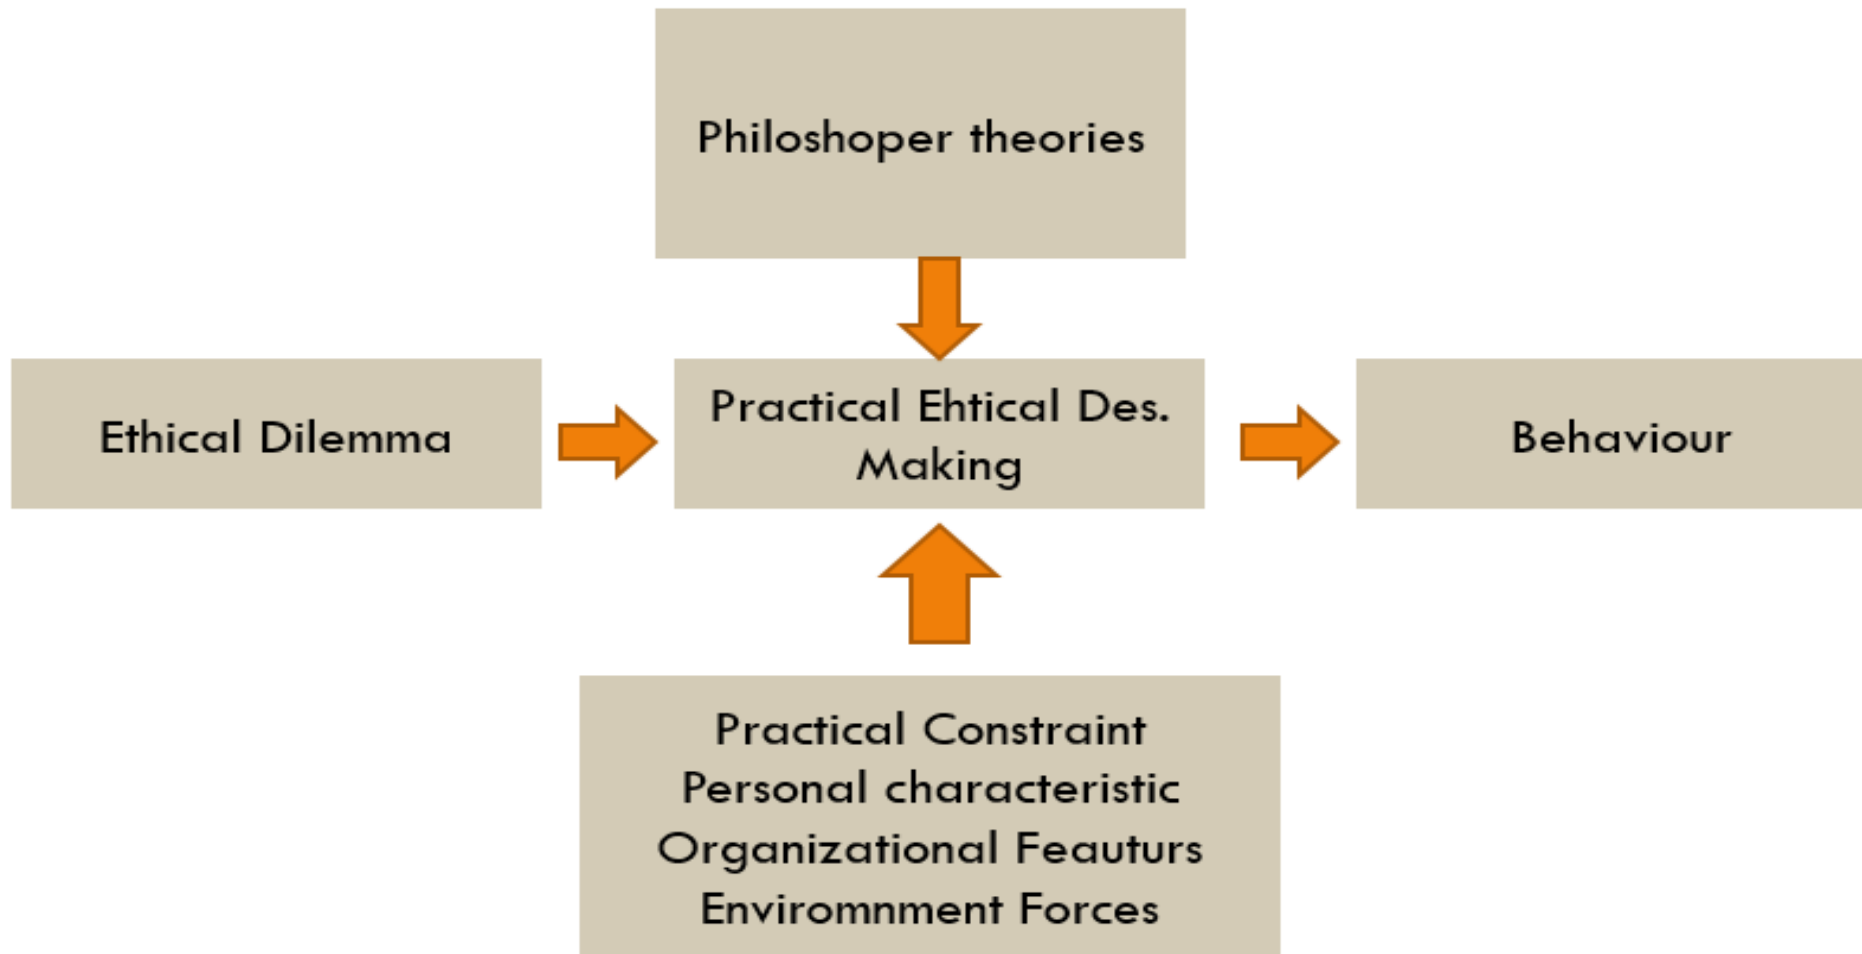 Philoshoper theories
Ethical Dilemma
Practical Ehtical Des.
Making
Behaviour
Practical Constraint
Personal characteristic
Organizational Feauturs
Enviromnment Forces